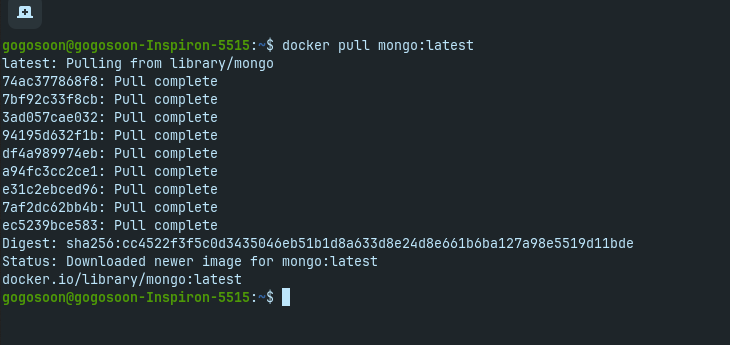 gogosoon@gogosoon-Inspiron-5515:~$ docker pull mongo:latest
latest: Pulling from library/mongo
74ac377868f8: Pull complete
7bf92c33f8cb: Pull complete
3ad057cae032: Pull complete
94195d632f1b: Pull complete
df4a989974eb: Pull complete
a94fc3cc2ce1: Pull complete
e31c2ebced96: Pull complete
7af2dc62bb4b: Pull complete
ec5239bce583: Pull complete
Digest: sha256:cc4522f3f5c0d3435046eb51b1d8a633d8e24d8e661b6ba127a98e5519d11bde
Status: Downloaded newer image for mongo:latest
docker.io/library/mongo:latest
gogosoon@gogosoon-Inspiron-5515:~$